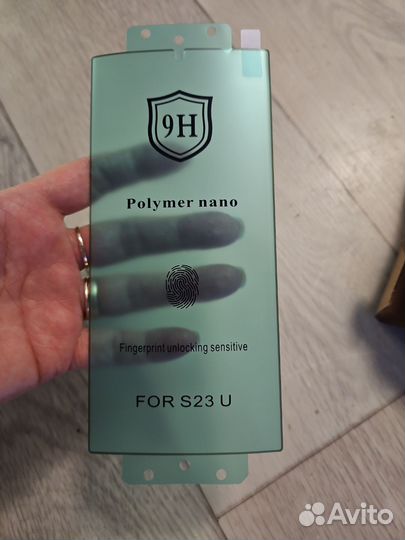 9H
Polymer nano
Fingerprint unlocking sensitive
FOR S23 U
Avito